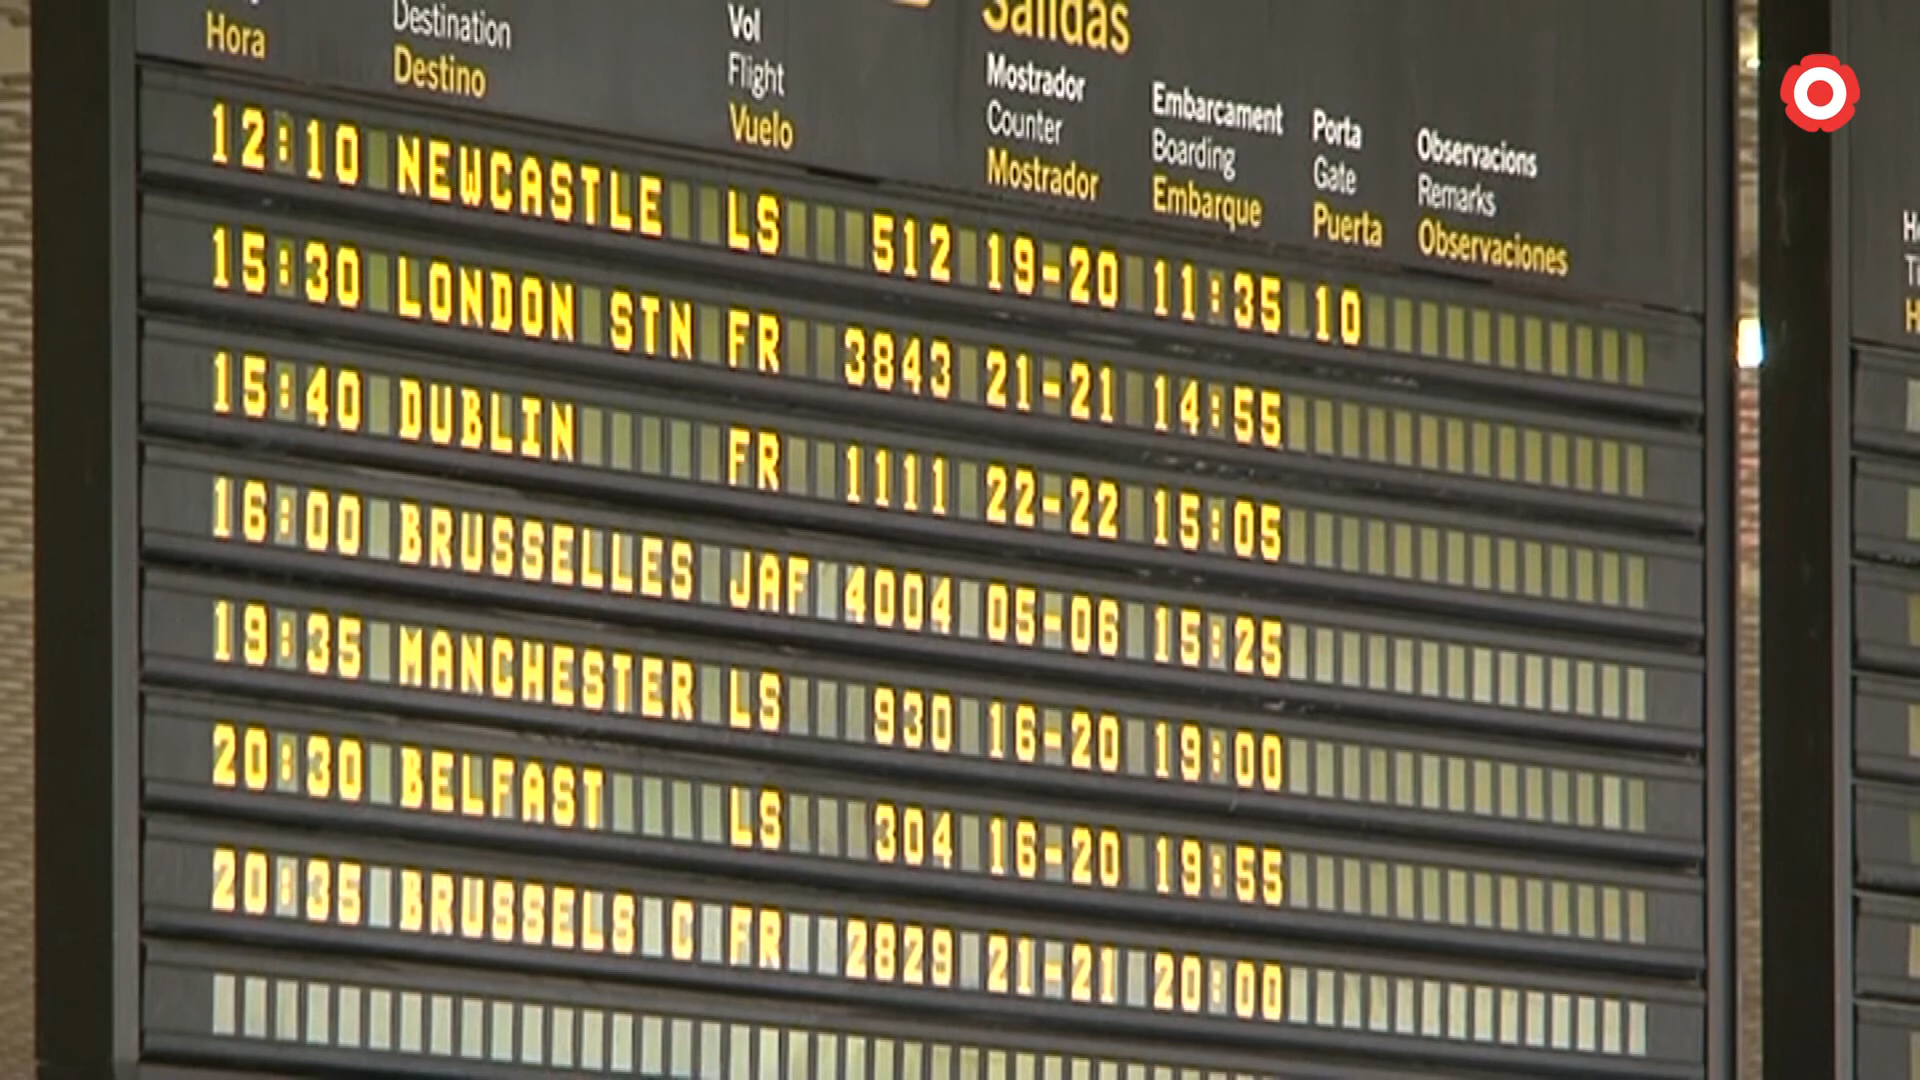 Salidas
Hora
Destination
Destino
Vol
Flight
Vuelo
Mostrador
Counter
Mostrador
Embarcament
Boarding
Embarque
Porta
Gate
Puerta
Observacions
Remarks
Observaciones
12:10 NEWCASTLE LS 512 19-20 11:35 10
15:30 LONDON STN FR 3843 21-21 14:55
15:40 DUBLIN FR 1111 22-22 15:05
16:00 BRUSSELLES JAF 4004 05-06 15:25
19:35 MANCHESTER LS 930 16-20 19:00
20:30 BELFAST LS 304 16-20 19:55
20:35 BRUSSELS C FR 2829 21-21 20:00